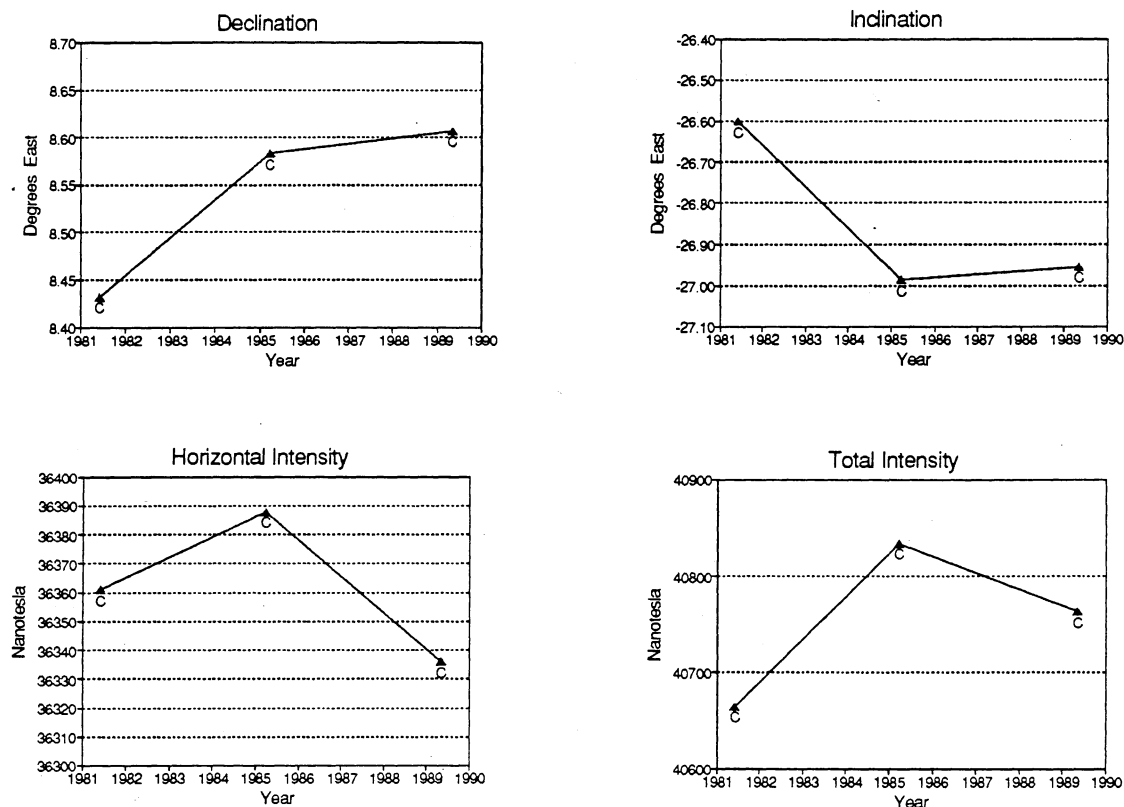 Declination
8.70
8.65
8.60
8.55
8.50
8.45
8.40
Degrees East
C
C
C
1981 1982 1983 1984 1985 1986 1987 1988 1989 1990
Year
Inclination
-26.40
-26.50
-26.60
-26.70
-26.80
-26.90
-27.00
-27.10
Degrees East
C
C
C
1981 1982 1983 1984 1985 1986 1987 1988 1989 1990
Year
Horizontal Intensity
36400
36390
36380
36370
36360
36350
36340
36330
36320
36310
36300
Nanotesla
C
C
C
1981 1982 1983 1984 1985 1986 1987 1988 1989 1990
Year
Total Intensity
40900
40800
40700
40600
Nanotesla
C
C
C
1981 1982 1983 1984 1985 1986 1987 1988 1989 1990
Year